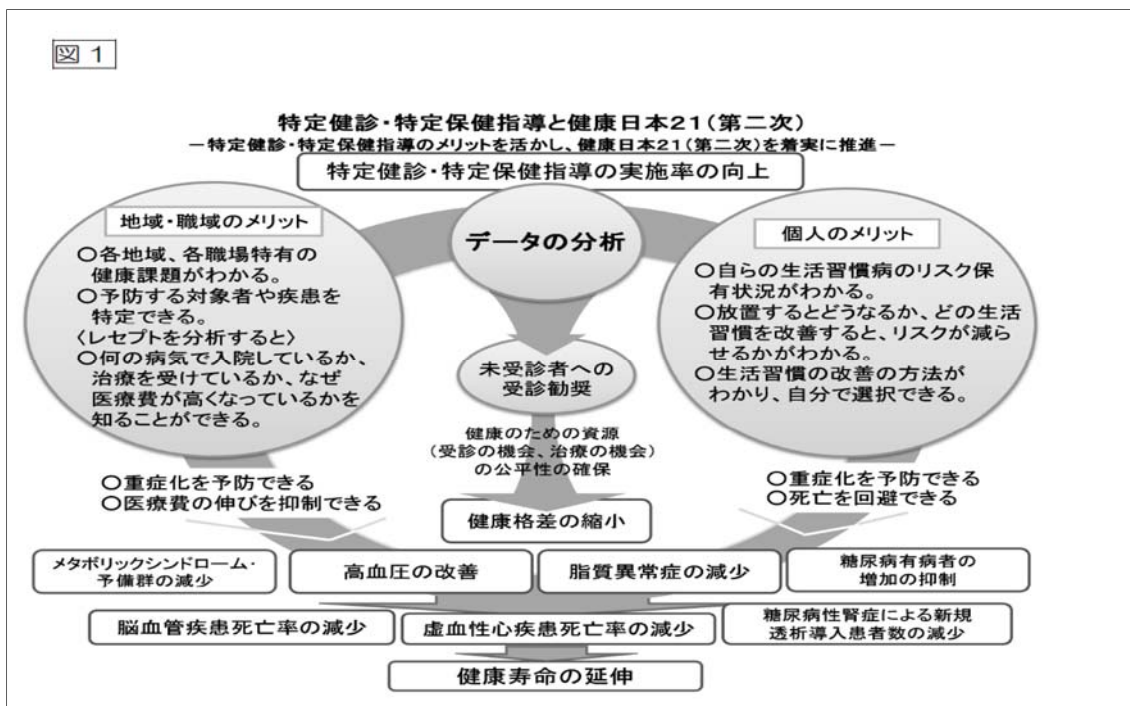 図1
特定健診・特定保健指導と健康日本21(第二次)
－特定健診・特定保健指導のメリットを活かし、健康日本21(第二次)を着実に推進－
特定健診・特定保健指導の実施率の向上
地域・職域のメリット
○各地域、各職場特有の
健康課題がわかる。
○予防する対象者や疾患を
特定できる。
〈レセプトを分析すると〉
○何の病気で入院しているか、
治療を受けているか、なぜ
医療費が高くなっているかを
知ることができる。
データの分析
未受診者への
受診勧奨
健康のための資源
(受診の機会、治療の機会)
の公平性の確保
健康格差の縮小
個人のメリット
○自らの生活習慣病のリスク保
有状況がわかる。
○放置するとどうなるか、どの生活
習慣を改善すると、リスクが減ら
せるかがわかる。
○生活習慣の改善の方法が
わかり、自分で選択できる。
○重症化を予防できる
○医療費の伸びを抑制できる
○重症化を予防できる
○死亡を回避できる
メタボリックシンドローム・
予備群の減少
高血圧の改善
脂質異常症の減少
糖尿病有病者の
増加の抑制
脳血管疾患死亡率の減少
虚血性心疾患死亡率の減少
糖尿病性腎症による新規
透析導入患者数の減少
健康寿命の延伸